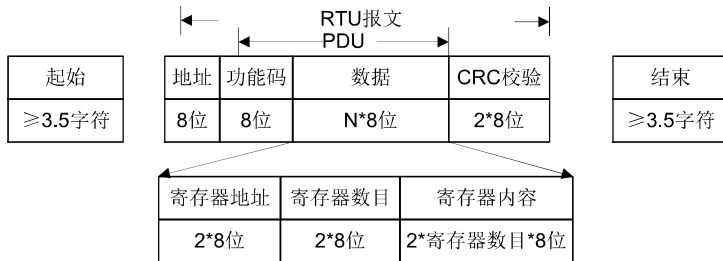 RTU报文
PDU
起始
地址 功能码 数据 CRC校验
结束
≥3.5字符
8位 8位 N*8位 2*8位
≥3.5字符
寄存器地址 寄存器数目 寄存器内容
2*8位 2*8位 2*寄存器数目*8位